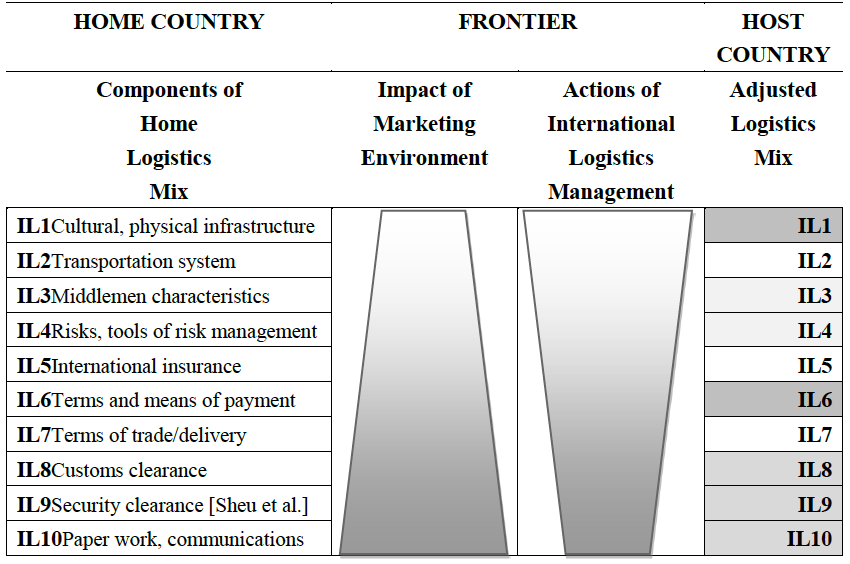 HOME COUNTRY FRONTIER HOST
COUNTRY
Components of Impact of Actions of Adjusted
Home Marketing International Logistics
Logistics Environment Logistics Mix
Mix Management
IL1Cultural, physical infrastructure IL1
IL2Transportation system IL2
IL3Middlemen characteristics IL3
IL4Risks, tools of risk management IL4
IL5International insurance IL5
IL6Terms and means of payment IL6
IL7Terms of trade/delivery IL7
IL8Customs clearance IL8
IL9Security clearance [Sheu et al.] IL9
IL10Paper work, communications IL10